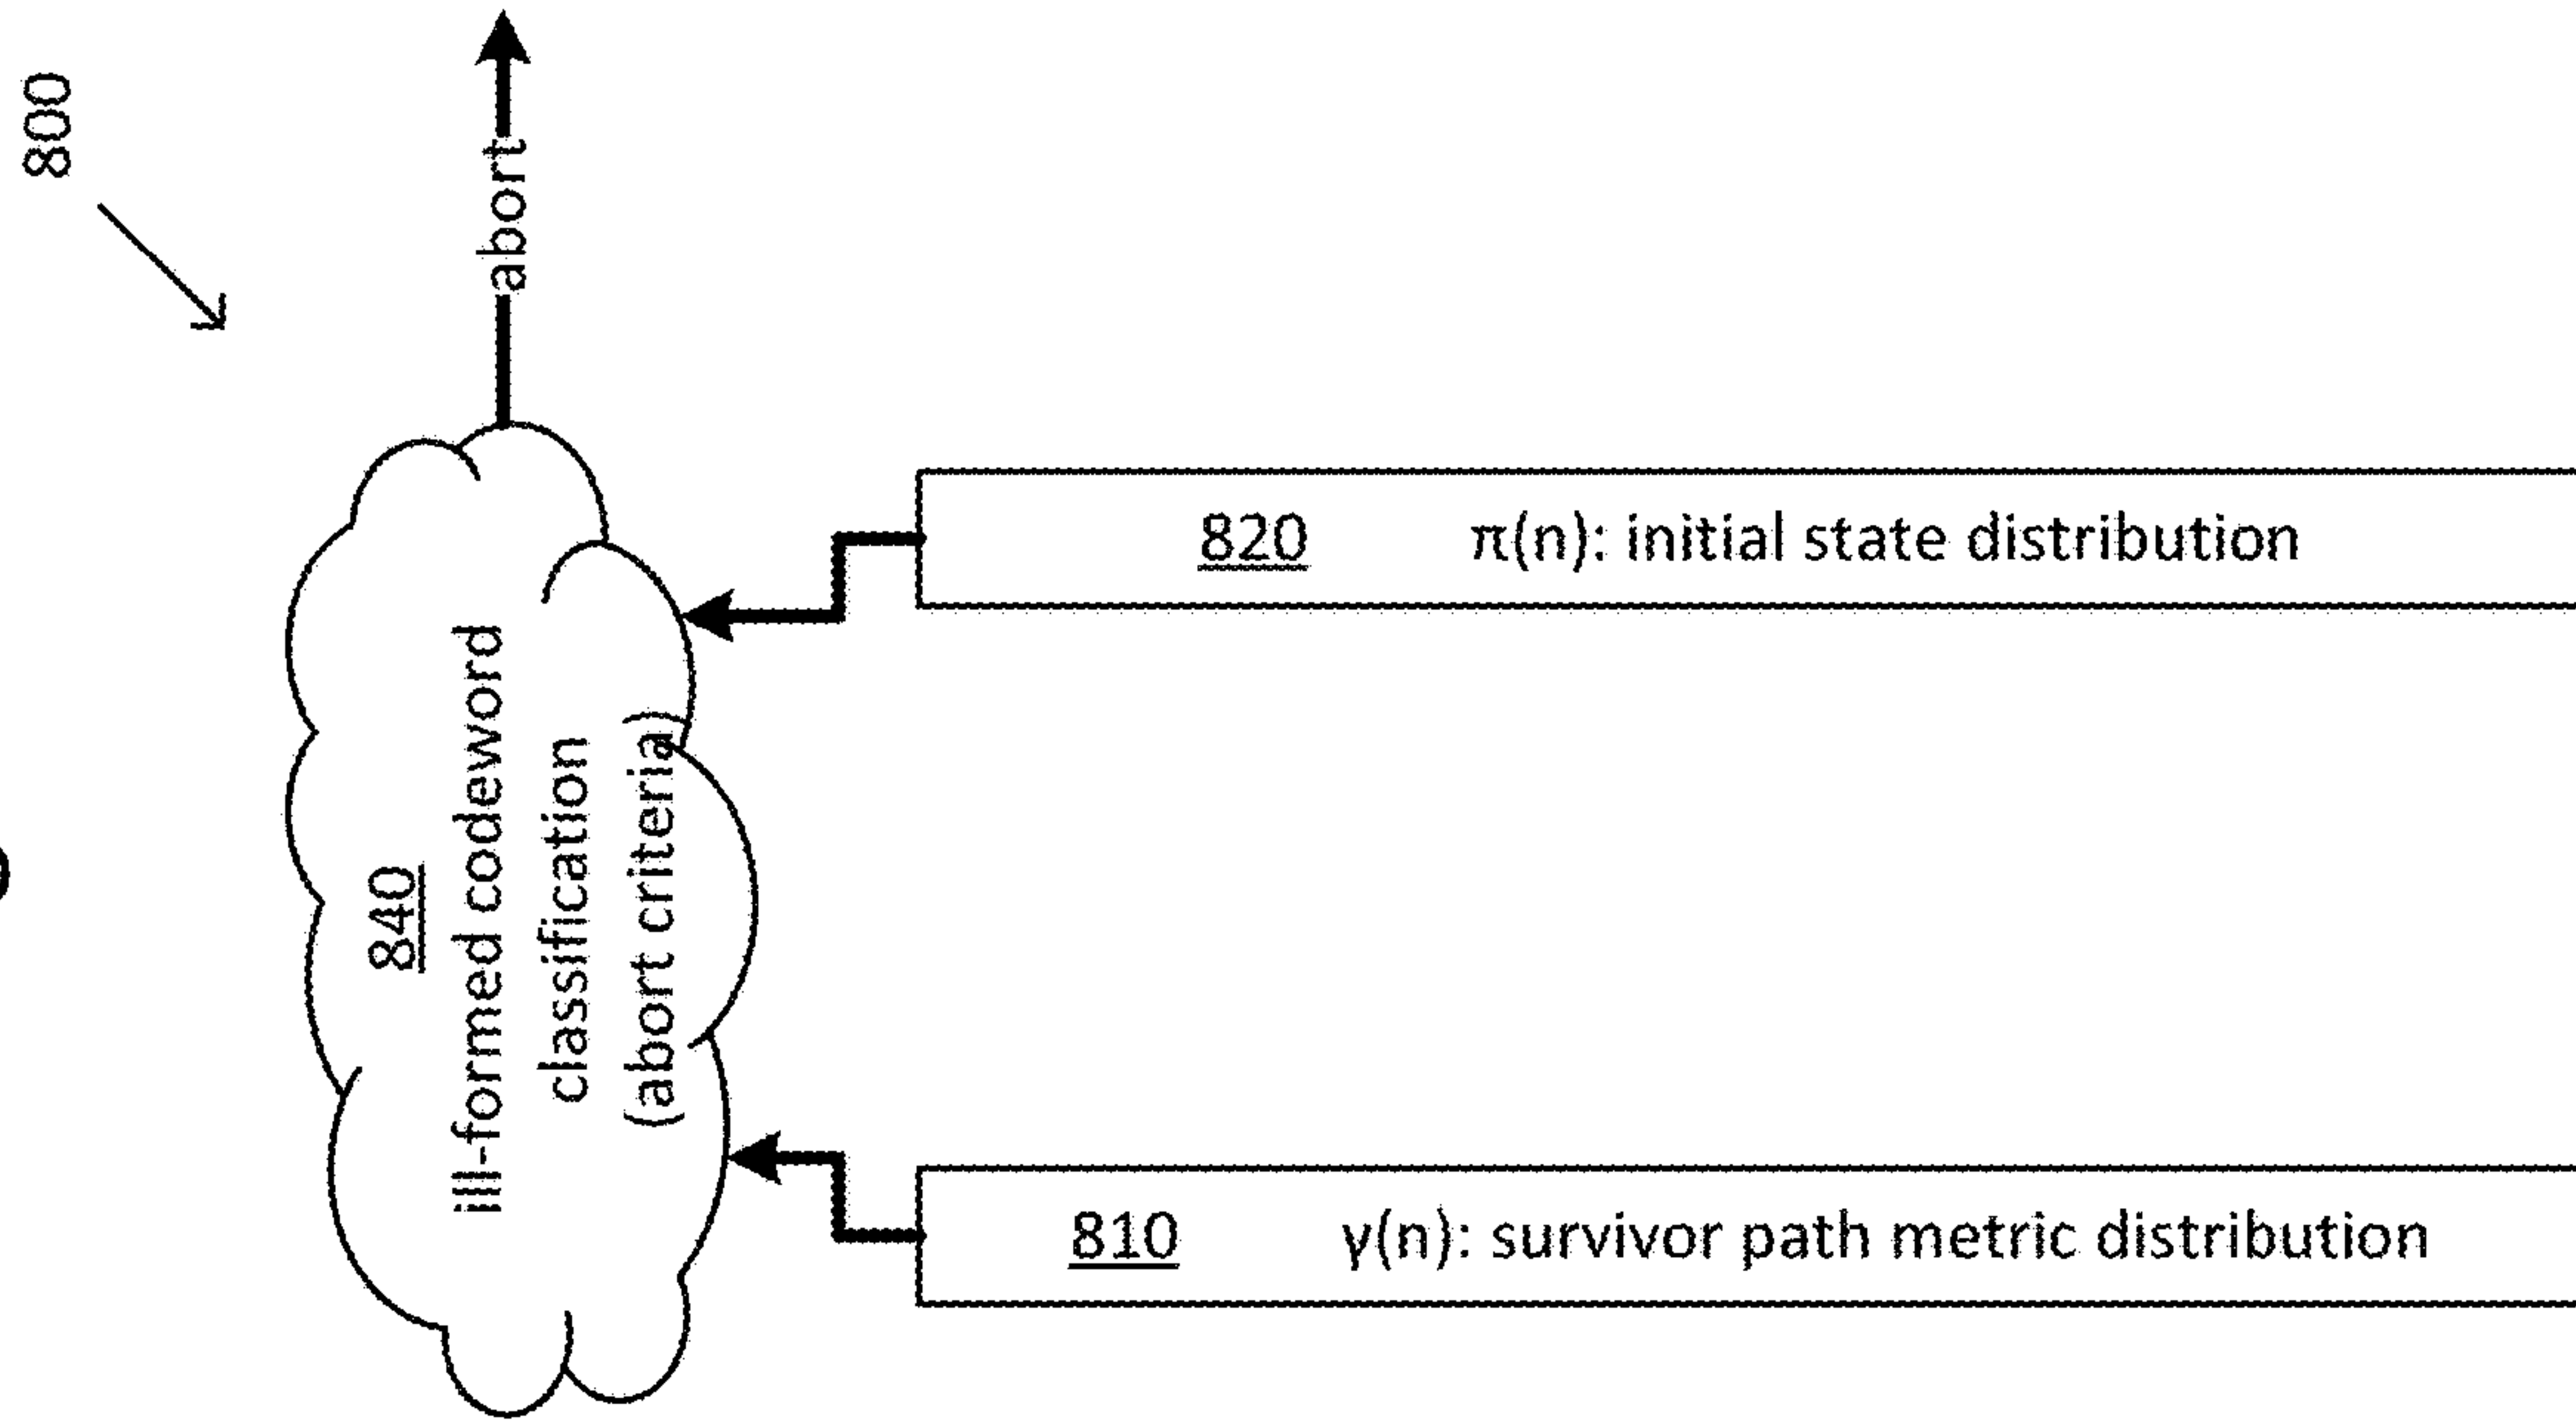 800
abort
840
ill-formed codeword
classification
(abort criteria)
820 π(n): initial state distribution
810 γ(n): survivor path metric distribution